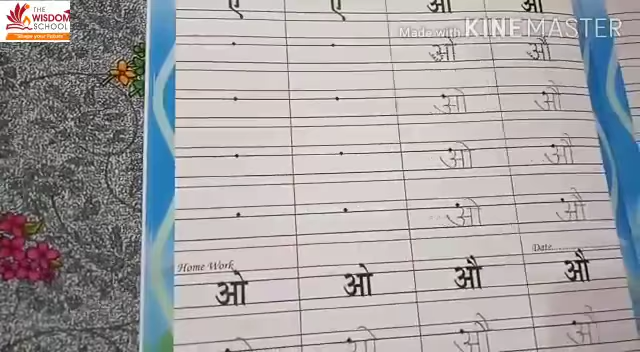 THE
WISDOM
SCHOOL
"Shape your Future"
Made with KINEMASTER
ऐ ऐ ओ ओ
ओ ओ
ओ ओ
ओ ओ
ओ ओ
Date
Home Work
ओ ओ औ औ
ओ ओ औ औ